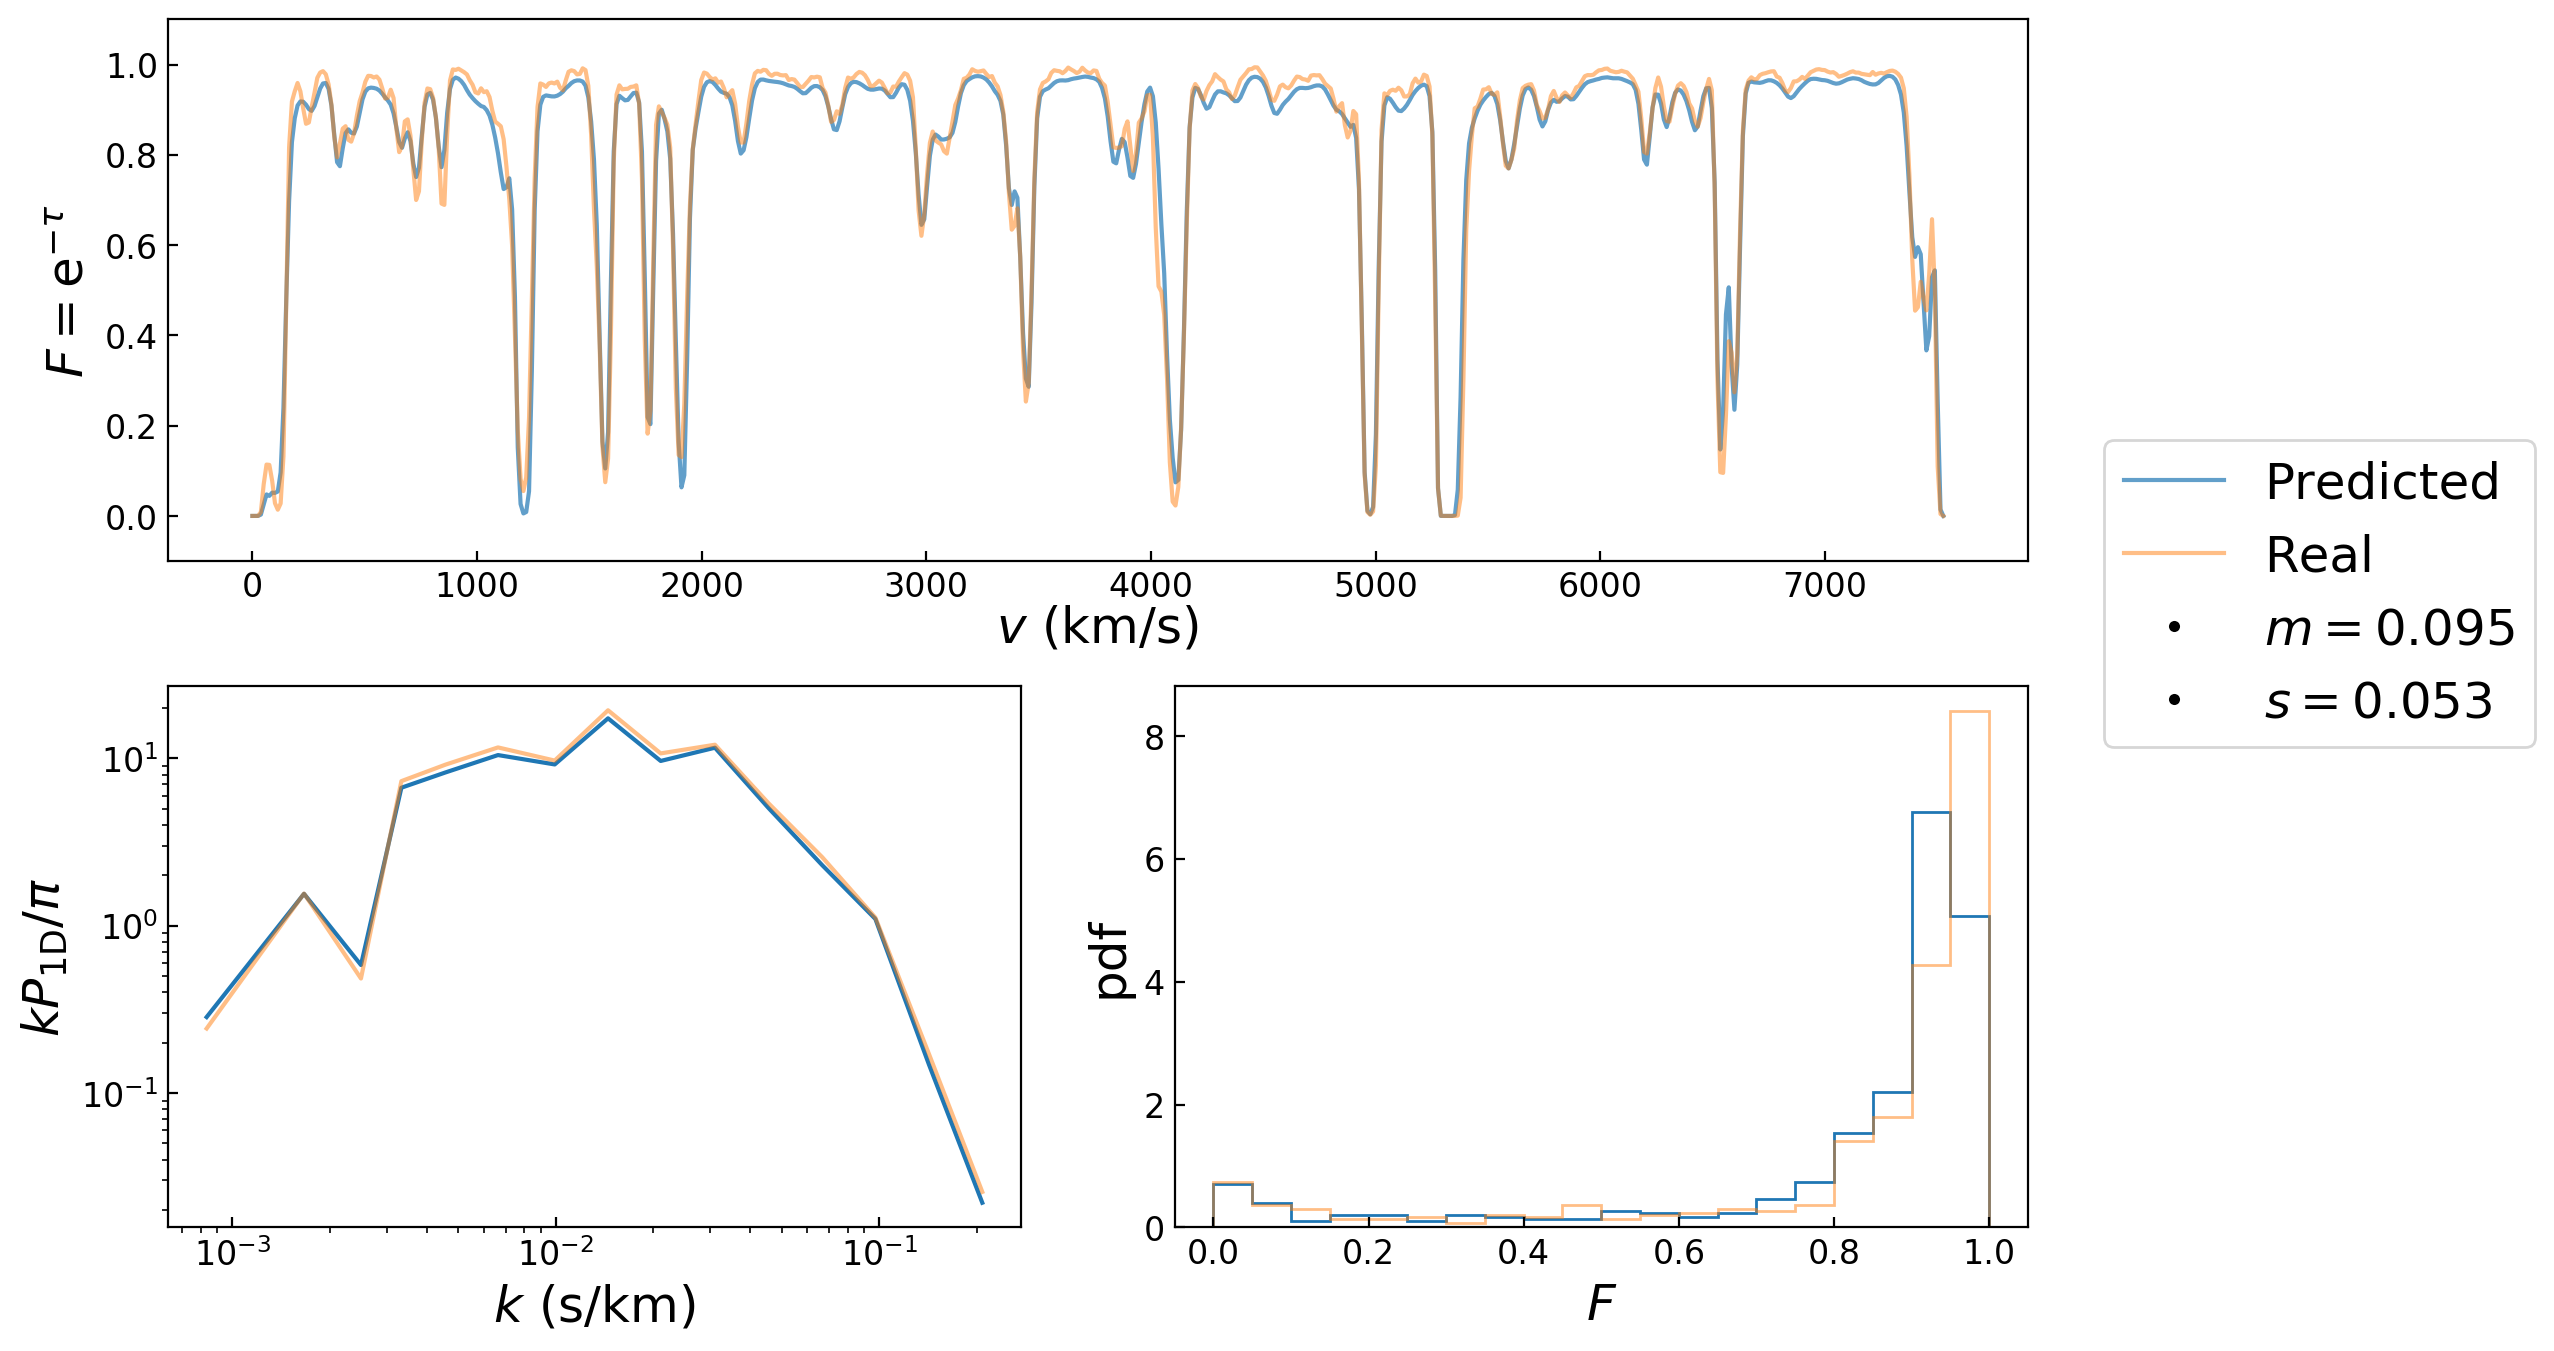 F = e^{−τ}
1.0
0.8
0.6
0.4
0.2
0.0
0 1000 2000 3000 4000 5000 6000 7000
v (km/s)
Predicted
Real
m = 0.095
s = 0.053
kP_{1D}/π
10^1
10^0
10^{−1}
10^{−3} 10^{−2} 10^{−1}
k (s/km)
pdf
8
6
4
2
0
0.0 0.2 0.4 0.6 0.8 1.0
F